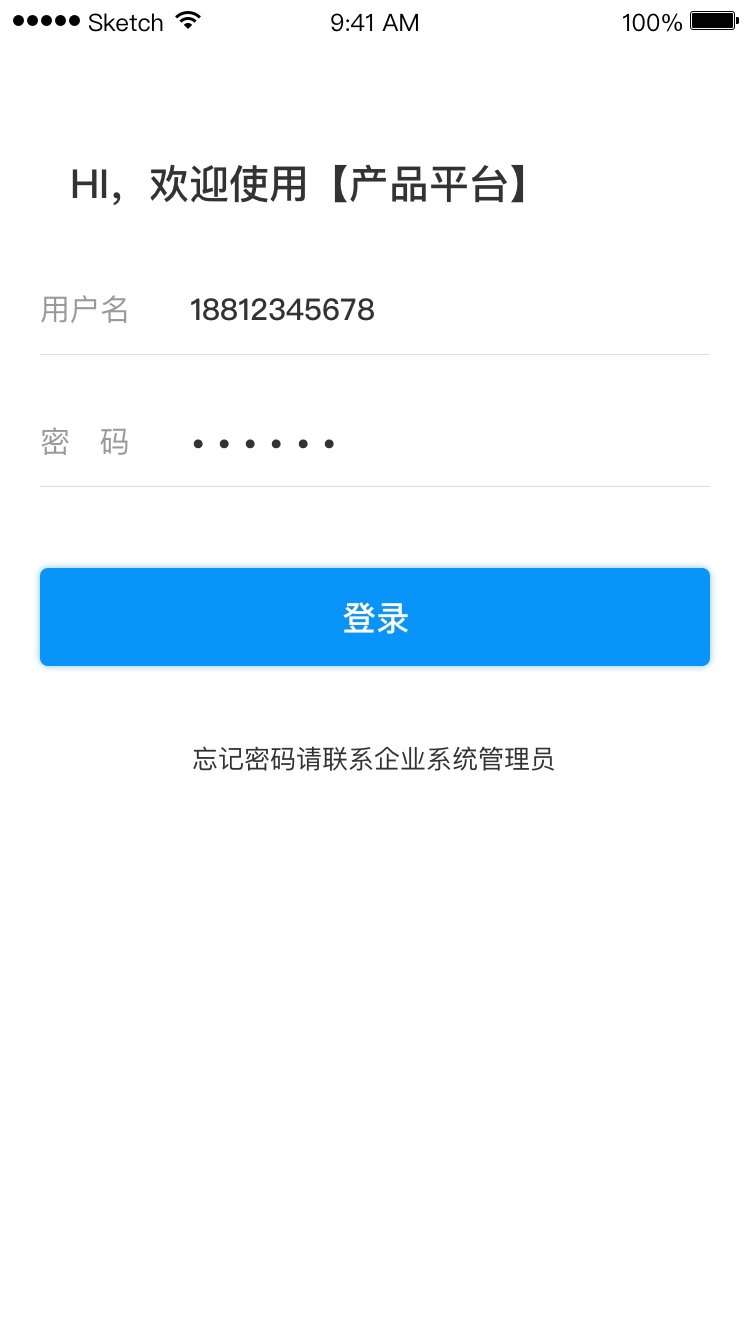 ●●●●● Sketch 9:41 AM 100%
HI，欢迎使用【产品平台】
用户名 18812345678
密 码 ••••••
登录
忘记密码请联系企业系统管理员